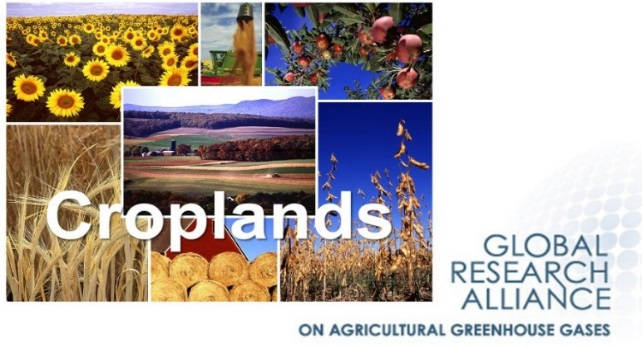 Croplands
GLOBAL
RESEARCH
ALLIANCE
ON AGRICULTURAL GREENHOUSE GASES